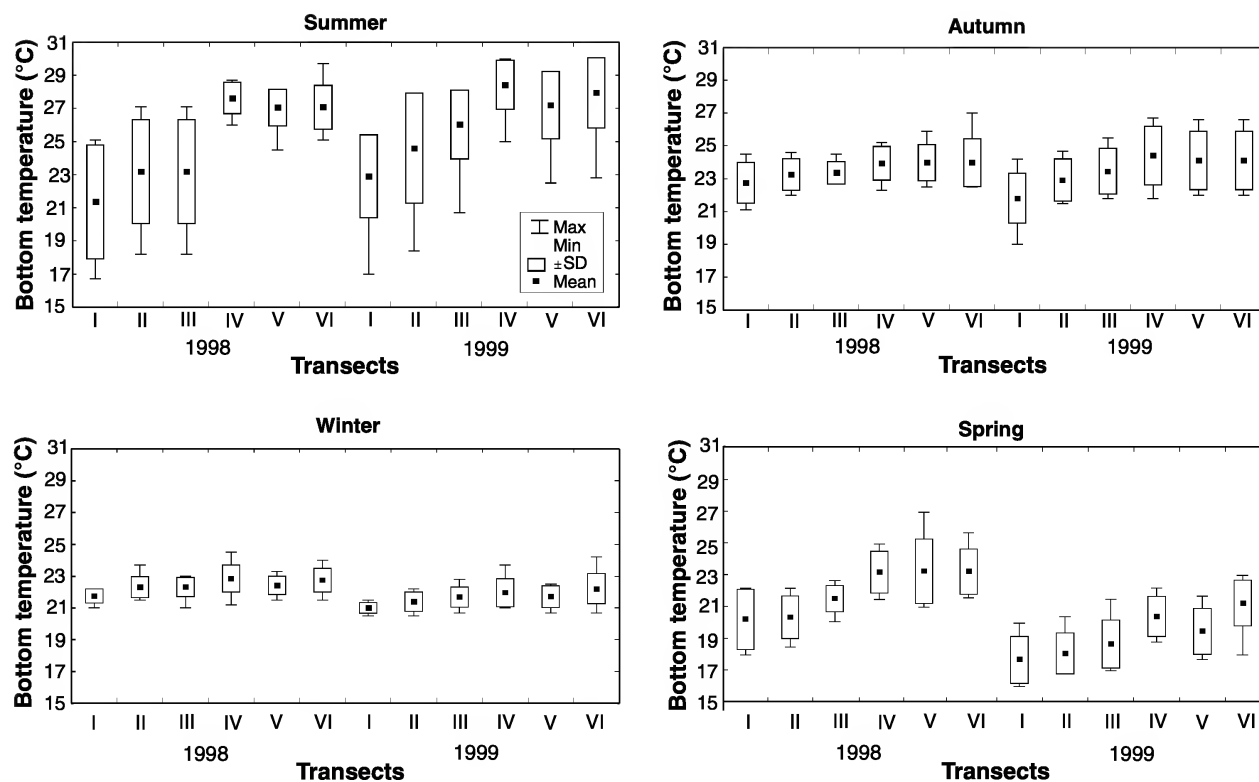 Summer
Bottom temperature (°C)
31
29
27
25
23
21
19
17
15
Max
Min
±SD
Mean
I II III IV V VI I II III IV V VI
1998 1999
Transects
Autumn
Bottom temperature (°C)
31
29
27
25
23
21
19
17
15
I II III IV V VI I II III IV V VI
1998 1999
Transects
Winter
Bottom temperature (°C)
31
29
27
25
23
21
19
17
15
I II III IV V VI I II III IV V VI
1998 1999
Transects
Spring
Bottom temperature (°C)
31
29
27
25
23
21
19
17
15
I II III IV V VI I II III IV V VI
1998 1999
Transects